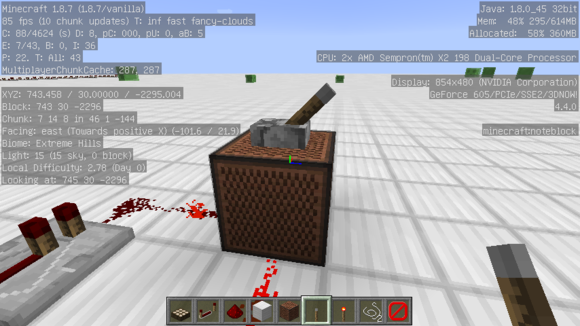 Minecraft 1.8.7 (1.8.7/vanilla)
85 fps (10 chunk updates) T: inf fast fancy-clouds
C: 88/4624 (s) D: 8, pC: 000, pU: 0, aB: 5
E: 7/43, B: 0, I: 36
P: 22. T: All: 43
MultiplayerChunkCache: 287, 287
XYZ: 743.458 / 30.00000 / -2295.004
Block: 743 30 -2296
Chunk: 7 14 8 in 46 1 -144
Facing: east (Towards positive X) (-101.6 / 21.9)
Biome: Extreme Hills
Light: 15 (15 sky, 0 block)
Local Difficulty: 2.78 (Day 0)
Looking at: 745 30 -2296
Java: 1.8.0_45 32bit
Mem: 48% 295/614MB
Allocated: 58% 360MB
CPU: 2x AMD Sempron(tm) X2 198 Dual-Core Processor
Display: 854x480 (NVIDIA Corporation)
GeForce 605/PCIe/SSE2/3DNOW!
4.4.0
minecraftnoteblock
2